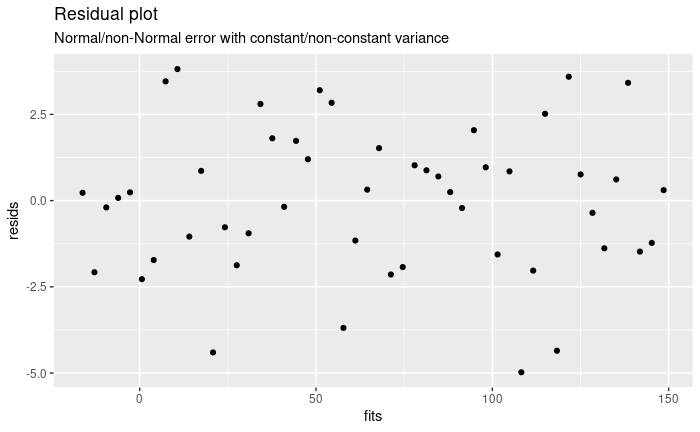 Residual plot
Normal/non-Normal error with constant/non-constant variance
2.5
0.0
-2.5
-5.0
resids
0 50 100 150
fits